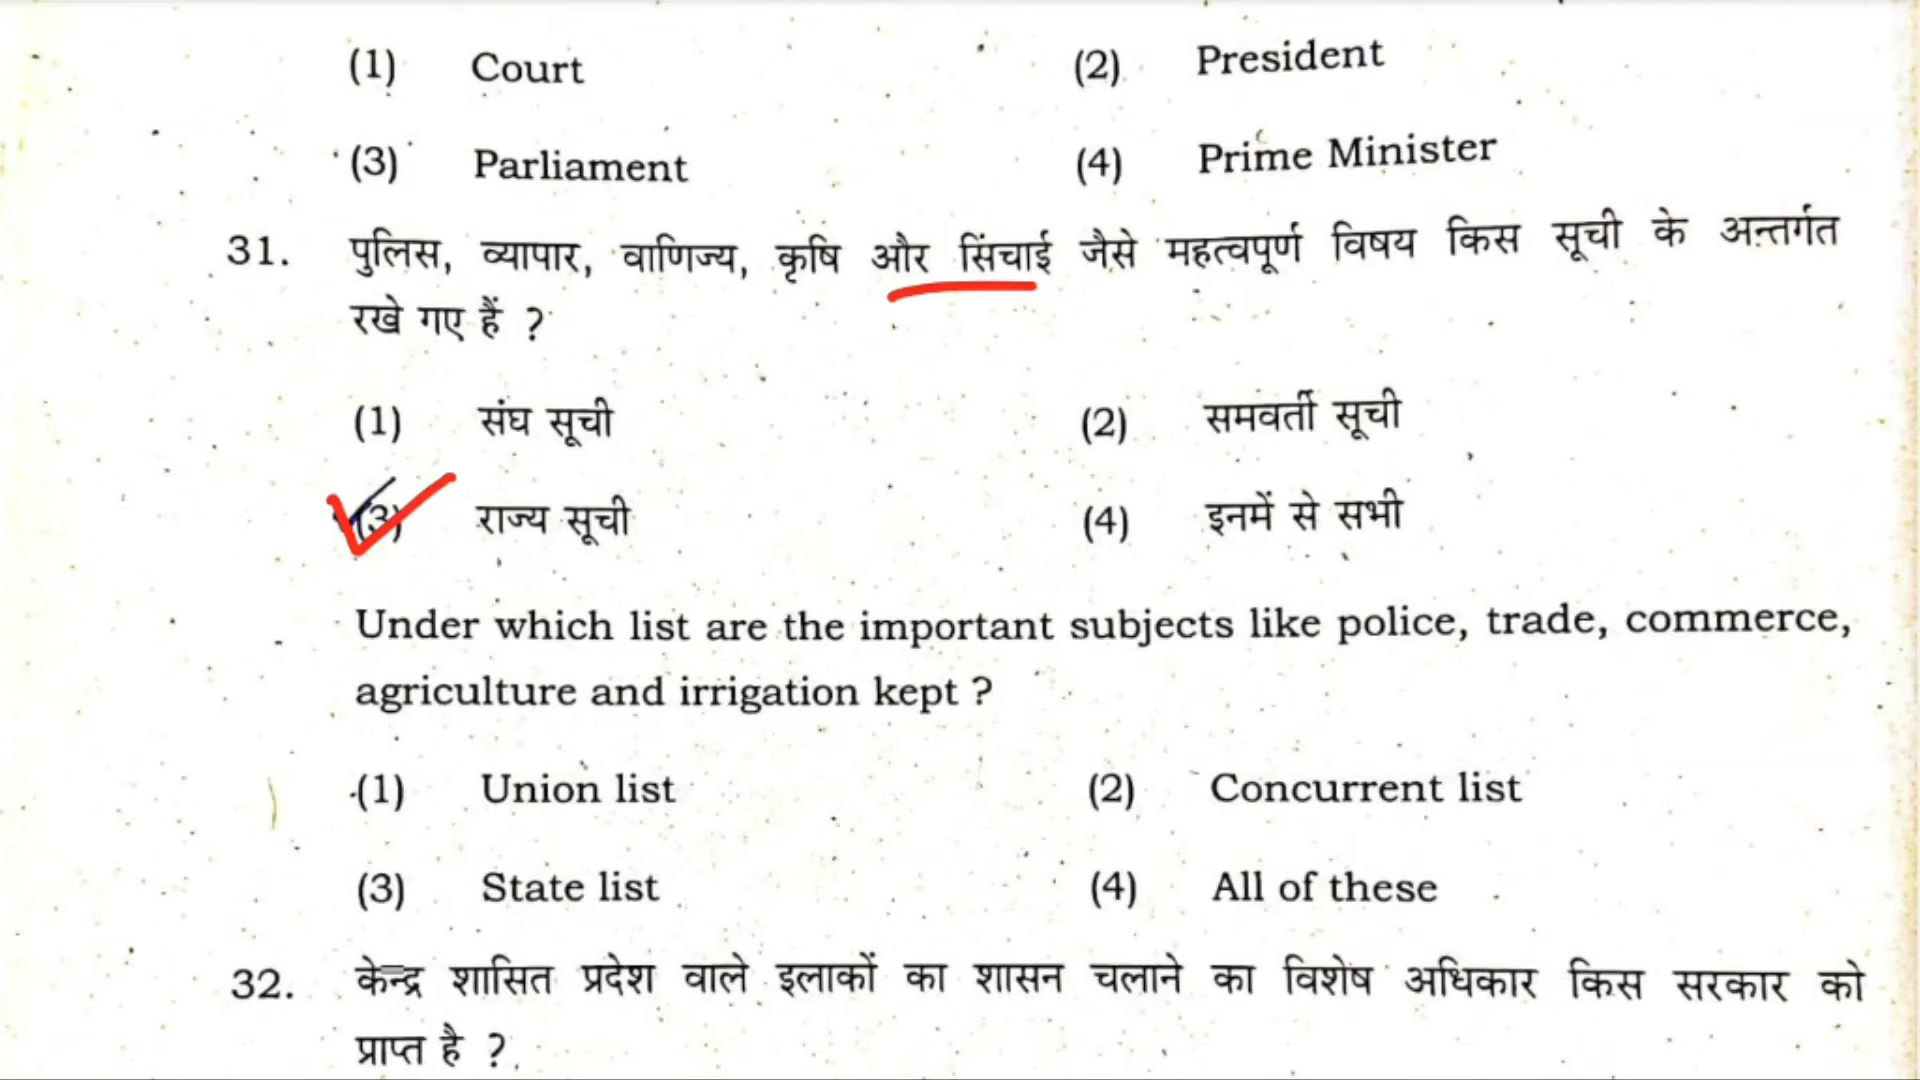 (1) Court (2) President
(3) Parliament (4) Prime Minister
31. पुलिस, व्यापार, वाणिज्य, कृषि और सिंचाई जैसे महत्वपूर्ण विषय किस सूची के अन्तर्गत
रखे गए हैं ?
(1) संघ सूची (2) समवर्ती सूची
(3) राज्य सूची (4) इनमें से सभी
Under which list are the important subjects like police, trade, commerce,
agriculture and irrigation kept ?
(1) Union list (2) Concurrent list
(3) State list (4) All of these
32. केन्द्र शासित प्रदेश वाले इलाकों का शासन चलाने का विशेष अधिकार किस सरकार को
प्राप्त है ?